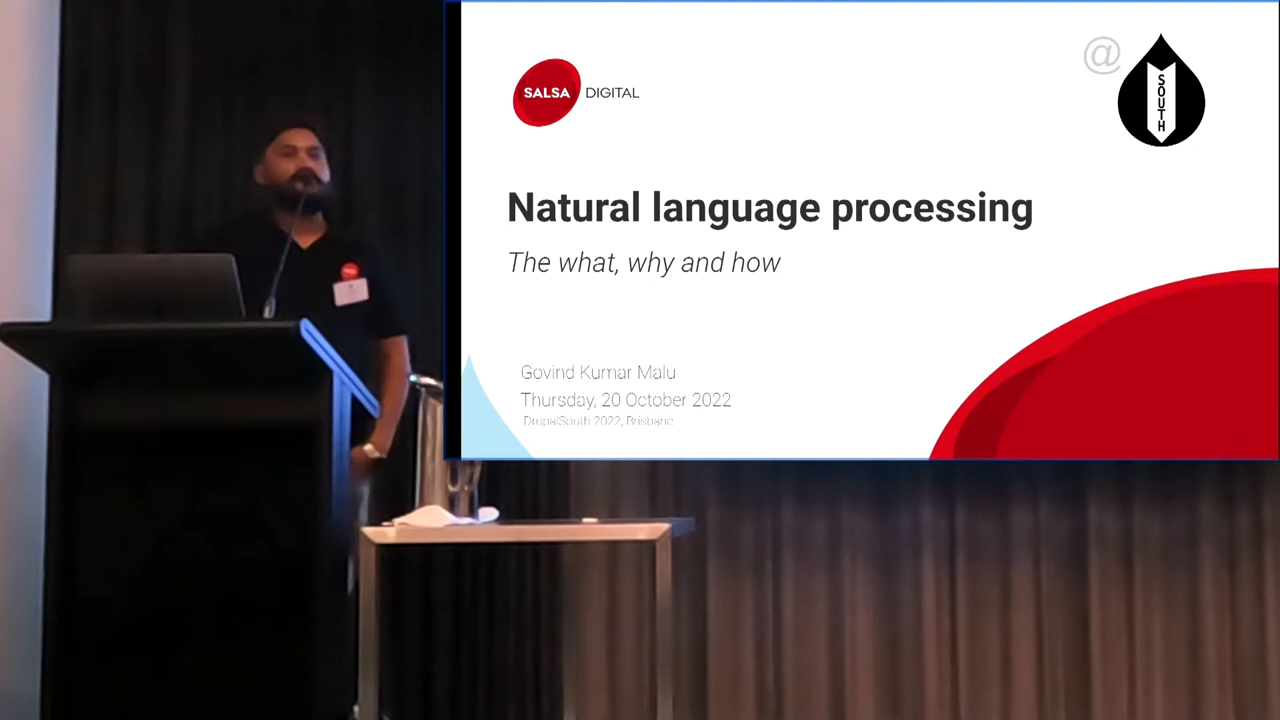 SALSA DIGITAL
@
SOUTH
Natural language processing
The what, why and how
Govind Kumar Malu
Thursday, 20 October 2022
DrupalSouth 2022, Brisbane